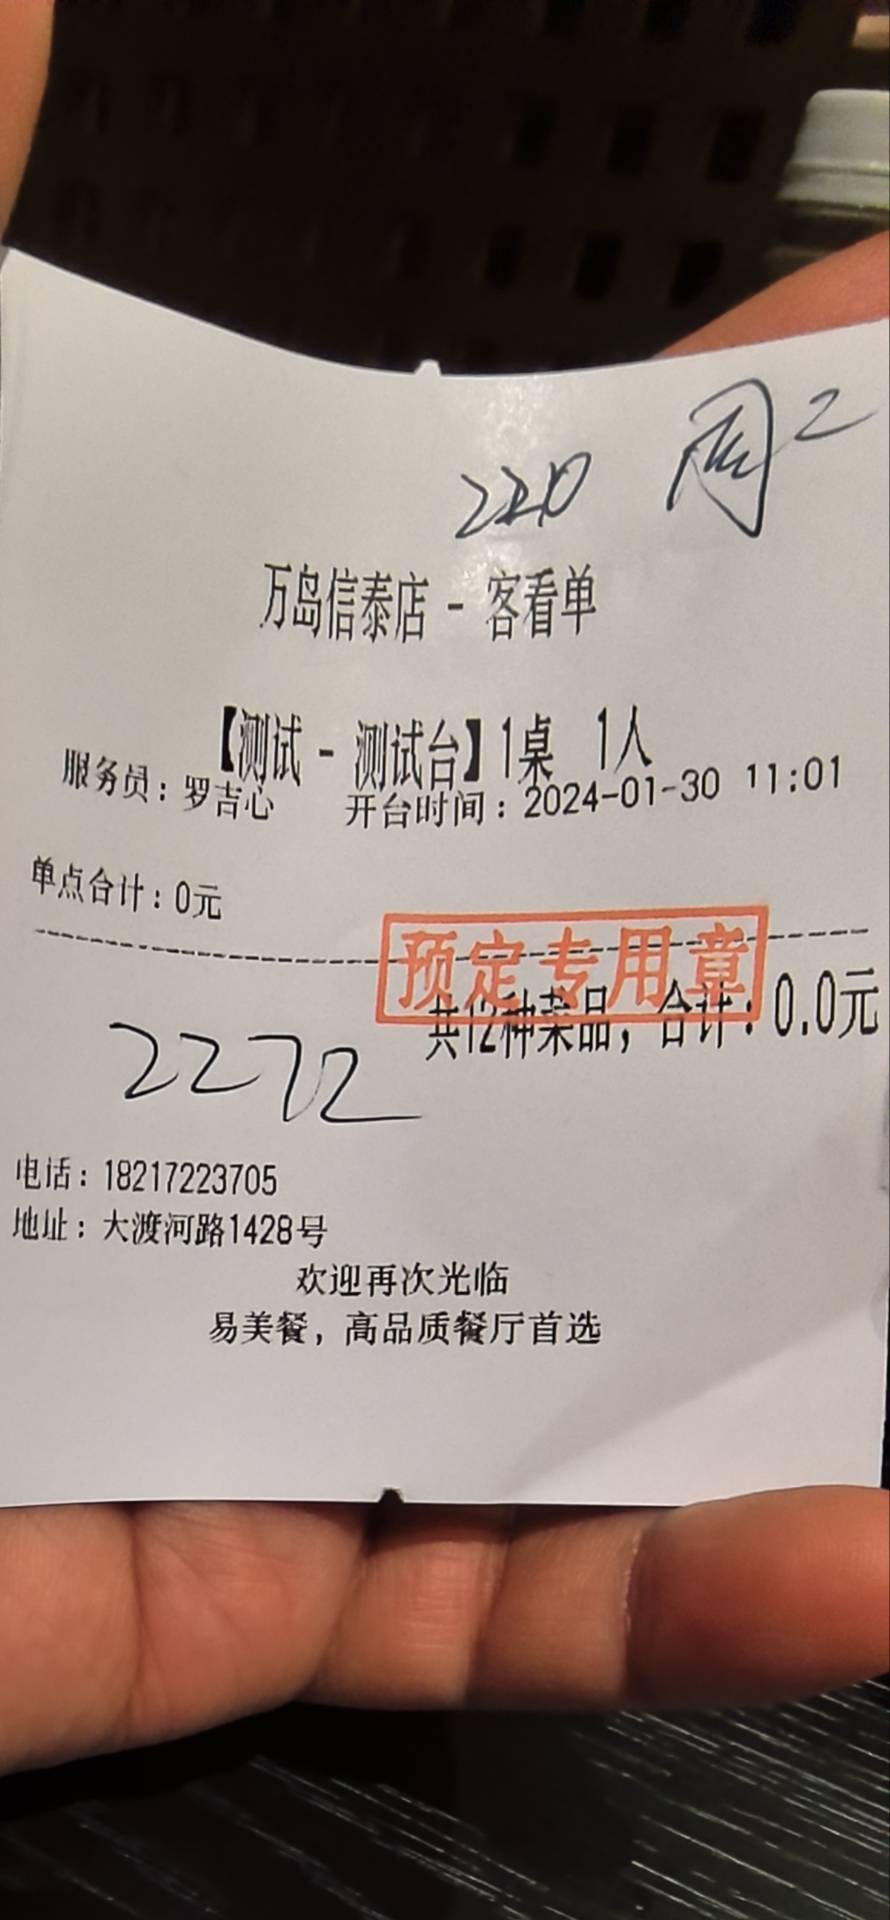 220 周2
万岛信泰店 - 客看单
【测试 - 测试台】1桌 1人
服务员：罗吉心 开台时间：2024-01-30 11:01
单点合计：0元
预定专用章
共12种菜品，合计：0.0元
2272
电话：18217223705
地址：大渡河路1428号
欢迎再次光临
易美餐，高品质餐厅首选